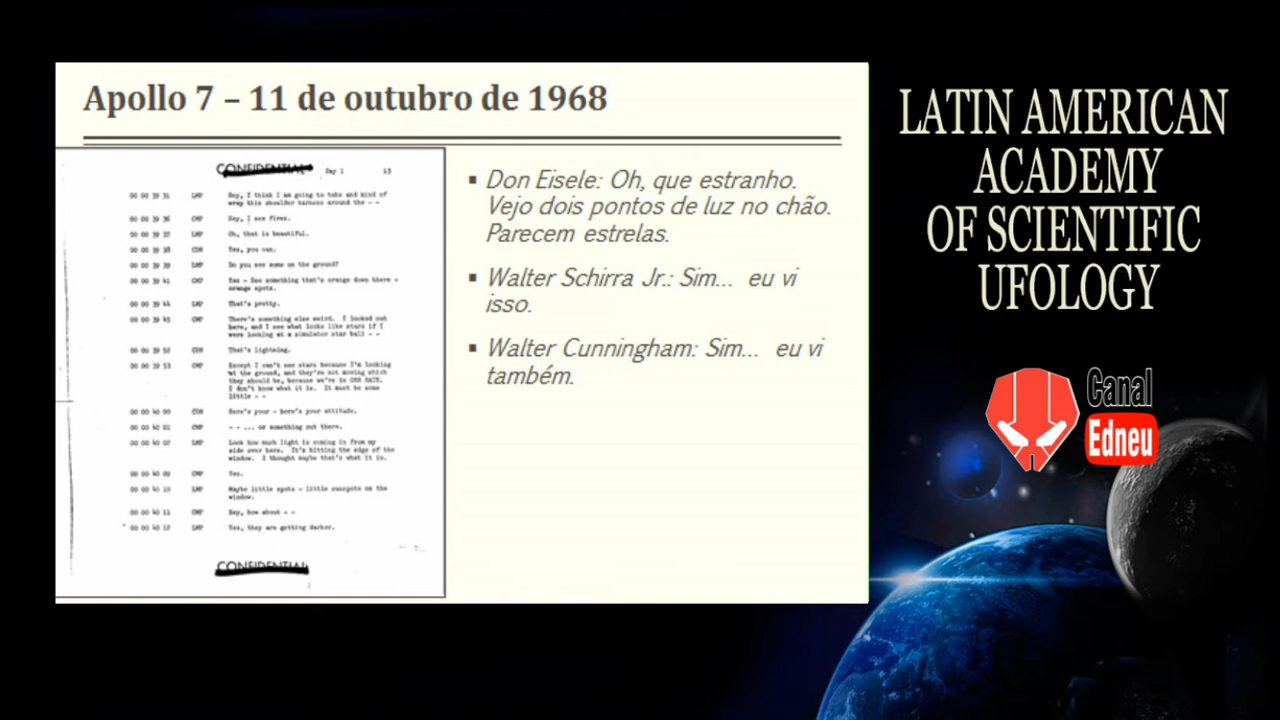 Apollo 7 – 11 de outubro de 1968
CONFIDENTIAL
Day 1
13
00 00 39 31 LMP Hey, I think I am going to take and kind of
wrap this shoulder harness around the - -
00 00 39 36 CMP Hey, I see fires.
00 00 39 37 LMP Oh, that is beautiful.
00 00 39 38 CDR Yes, you can.
00 00 39 39 LMP Do you see some on the ground?
00 00 39 41 CMP Yes - See something that's orange down there -
orange spots.
00 00 39 44 LMP That's pretty.
00 00 39 45 CMP There's something else weird. I looked out
here, and I see what looks like stars if I
were looking at a simulator star ball - -
00 00 39 52 CDR That's lightning.
00 00 39 53 CMP Except I can't see stars because I'm looking
at the ground, and they're not moving which
they should be, because we're in ORB RATE.
I don't know what it is. It must be some
little - -
00 00 40 00 CDR Here's your - here's your attitude.
00 00 40 01 CMP - - ... or something out there.
00 00 40 02 LMP Look how much light is coming in from my
side over here. It's hitting the edge of the
window. I thought maybe that's what it is.
00 00 40 09 CMP Yes.
00 00 40 10 LMP Maybe little spots - little sunspots on the
window.
00 00 40 11 CMP Hey, how about - -
00 00 40 12 LMP Yes, they are getting darker.
CONFIDENTIAL
▪ Don Eisele: Oh, que estranho.
Vejo dois pontos de luz no chão.
Parecem estrelas.
▪ Walter Schirra Jr.: Sim... eu vi
isso.
▪ Walter Cunningham: Sim... eu vi
também.
LATIN AMERICAN
ACADEMY
OF SCIENTIFIC
UFOLOGY
Canal
Edneu